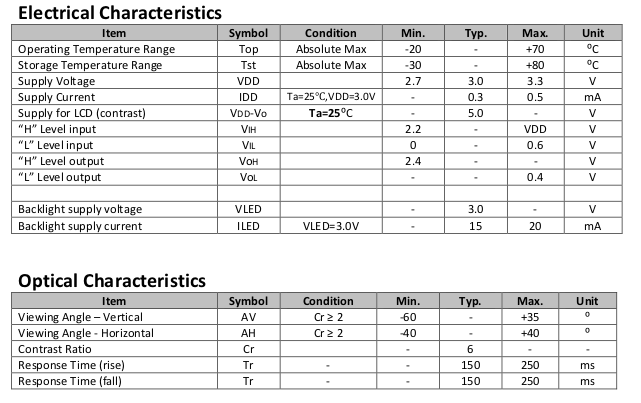 Electrical Characteristics
Item Symbol Condition Min. Typ. Max. Unit
Operating Temperature Range Top Absolute Max -20 - +70 ⁰C
Storage Temperature Range Tst Absolute Max -30 - +80 ⁰C
Supply Voltage VDD 2.7 3.0 3.3 V
Supply Current IDD Ta=25⁰C,VDD=3.0V - 0.3 0.5 mA
Supply for LCD (contrast) VDD-V0 Ta=25⁰C - 5.0 - V
“H” Level input VIH 2.2 - VDD V
“L” Level input VIL 0 - 0.6 V
“H” Level output VOH 2.4 - - V
“L” Level output VOL - - 0.4 V
Backlight supply voltage VLED - 3.0 - V
Backlight supply current ILED VLED=3.0V - 15 20 mA
Optical Characteristics
Item Symbol Condition Min. Typ. Max. Unit
Viewing Angle – Vertical AV Cr ≥ 2 -60 - +35 ⁰
Viewing Angle - Horizontal AH Cr ≥ 2 -40 - +40 ⁰
Contrast Ratio Cr - 6 - -
Response Time (rise) Tr - - 150 250 ms
Response Time (fall) Tr - - 150 250 ms